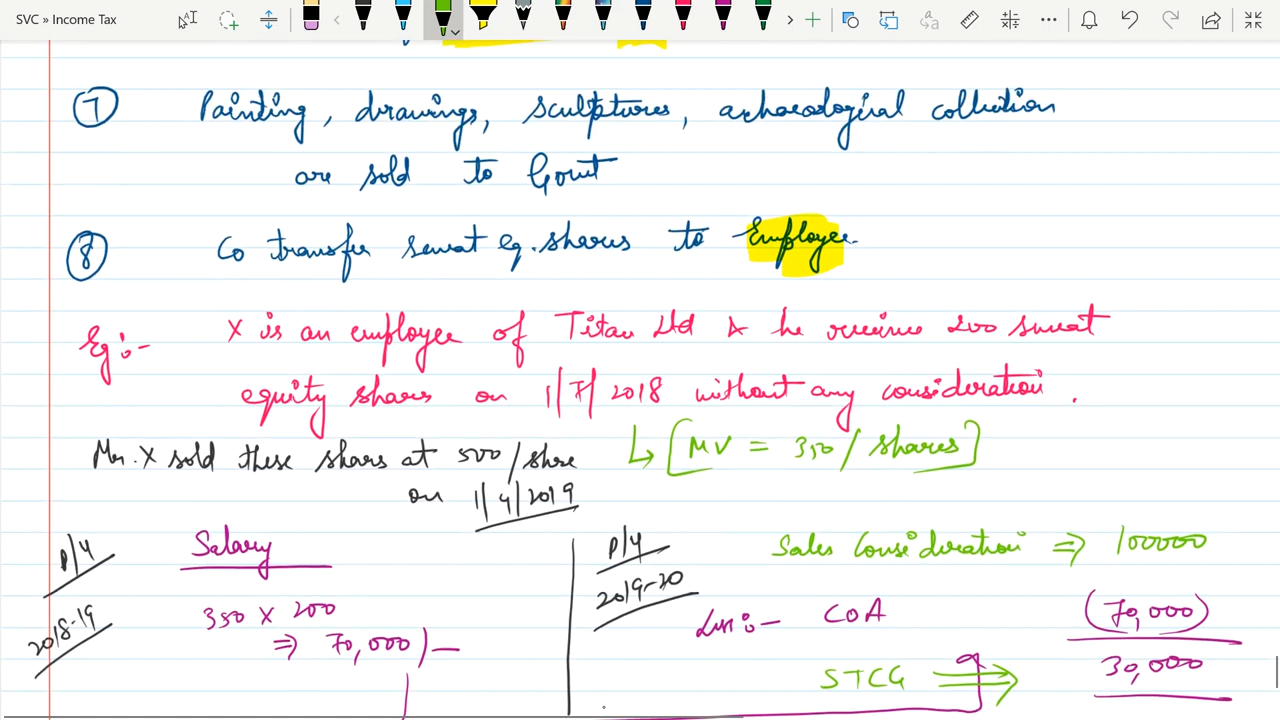 SVC » Income Tax
⑦ Painting, drawings, sculptures, archaeological collection
are sold to Govt
⑧ Co transfer sweat eq. shares to Employee.
Eg:- X is an employee of Titan Ltd & he receive 200 sweat
equity shares on 1/7/2018 without any consideration.
↳ [MV = 350/shares]
Mr. X sold these shars at 500/share
on 1/4/2019
P/Y
2018-19
Salary
350 × 200
⇒ 70,000/-
P/Y
2019-20
Sales Consideration ⇒ 100000
Less:- COA (70,000)
STCG ⇒ 30,000